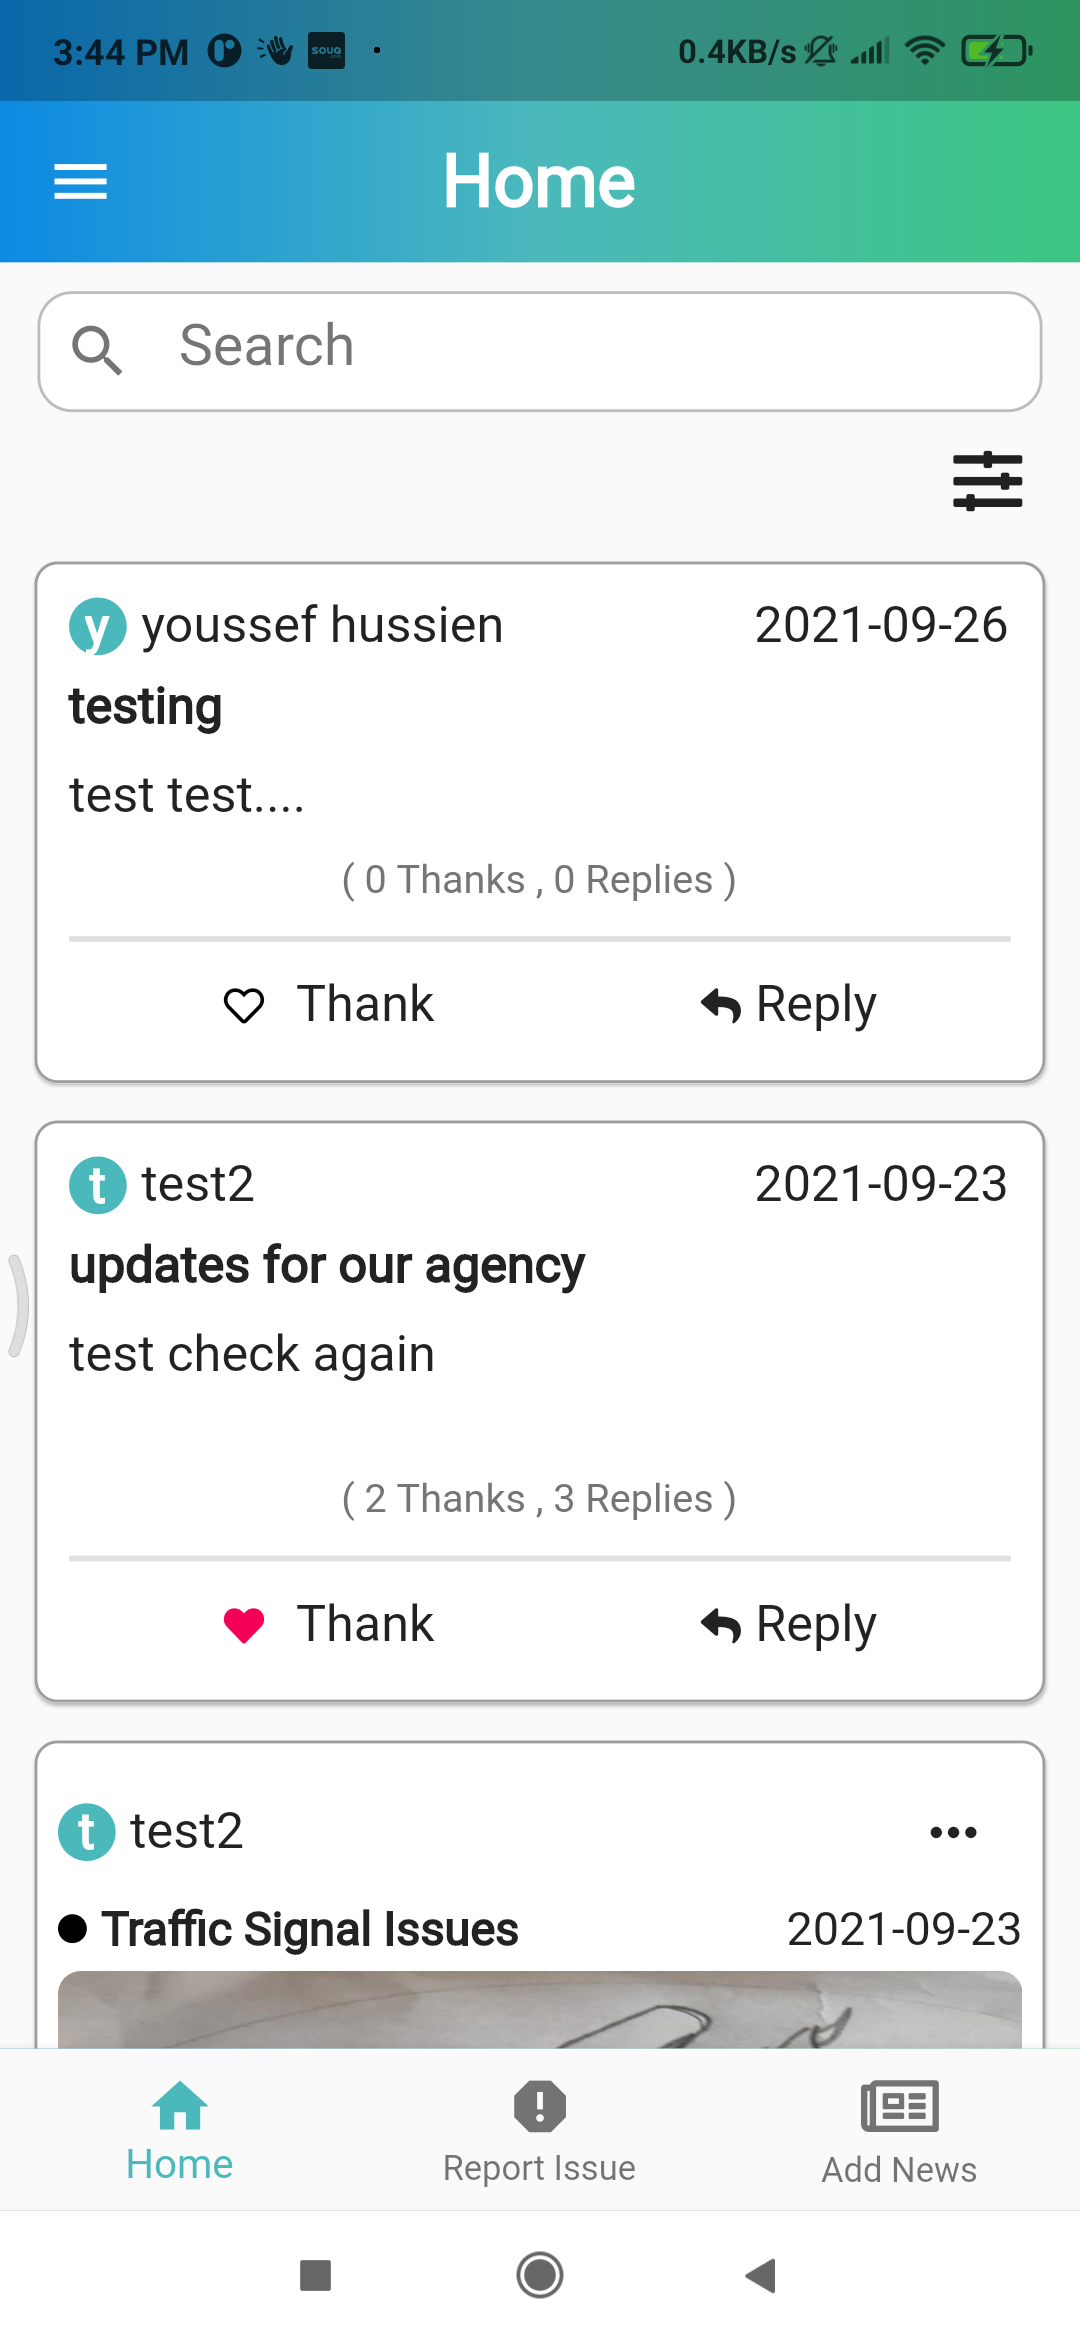 3:44 PM souq .com 0.4KB/s
Home
Search
y youssef hussien 2021-09-26
testing
test test....
( 0 Thanks , 0 Replies )
Thank Reply
t test2 2021-09-23
updates for our agency
test check again
( 2 Thanks , 3 Replies )
Thank Reply
t test2
Traffic Signal Issues 2021-09-23
Home Report Issue Add News